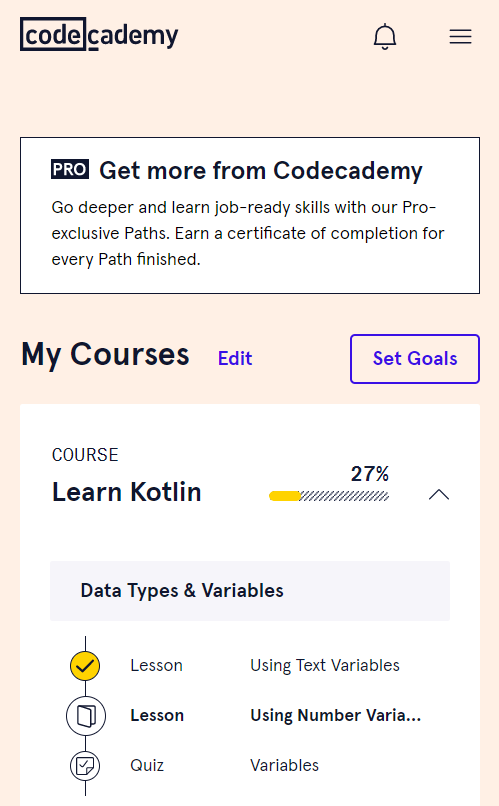 codecademy
PRO Get more from Codecademy
Go deeper and learn job-ready skills with our Pro-
exclusive Paths. Earn a certificate of completion for
every Path finished.
My Courses Edit Set Goals
COURSE
27%
Learn Kotlin
Data Types & Variables
Lesson Using Text Variables
Lesson Using Number Varia...
Quiz Variables